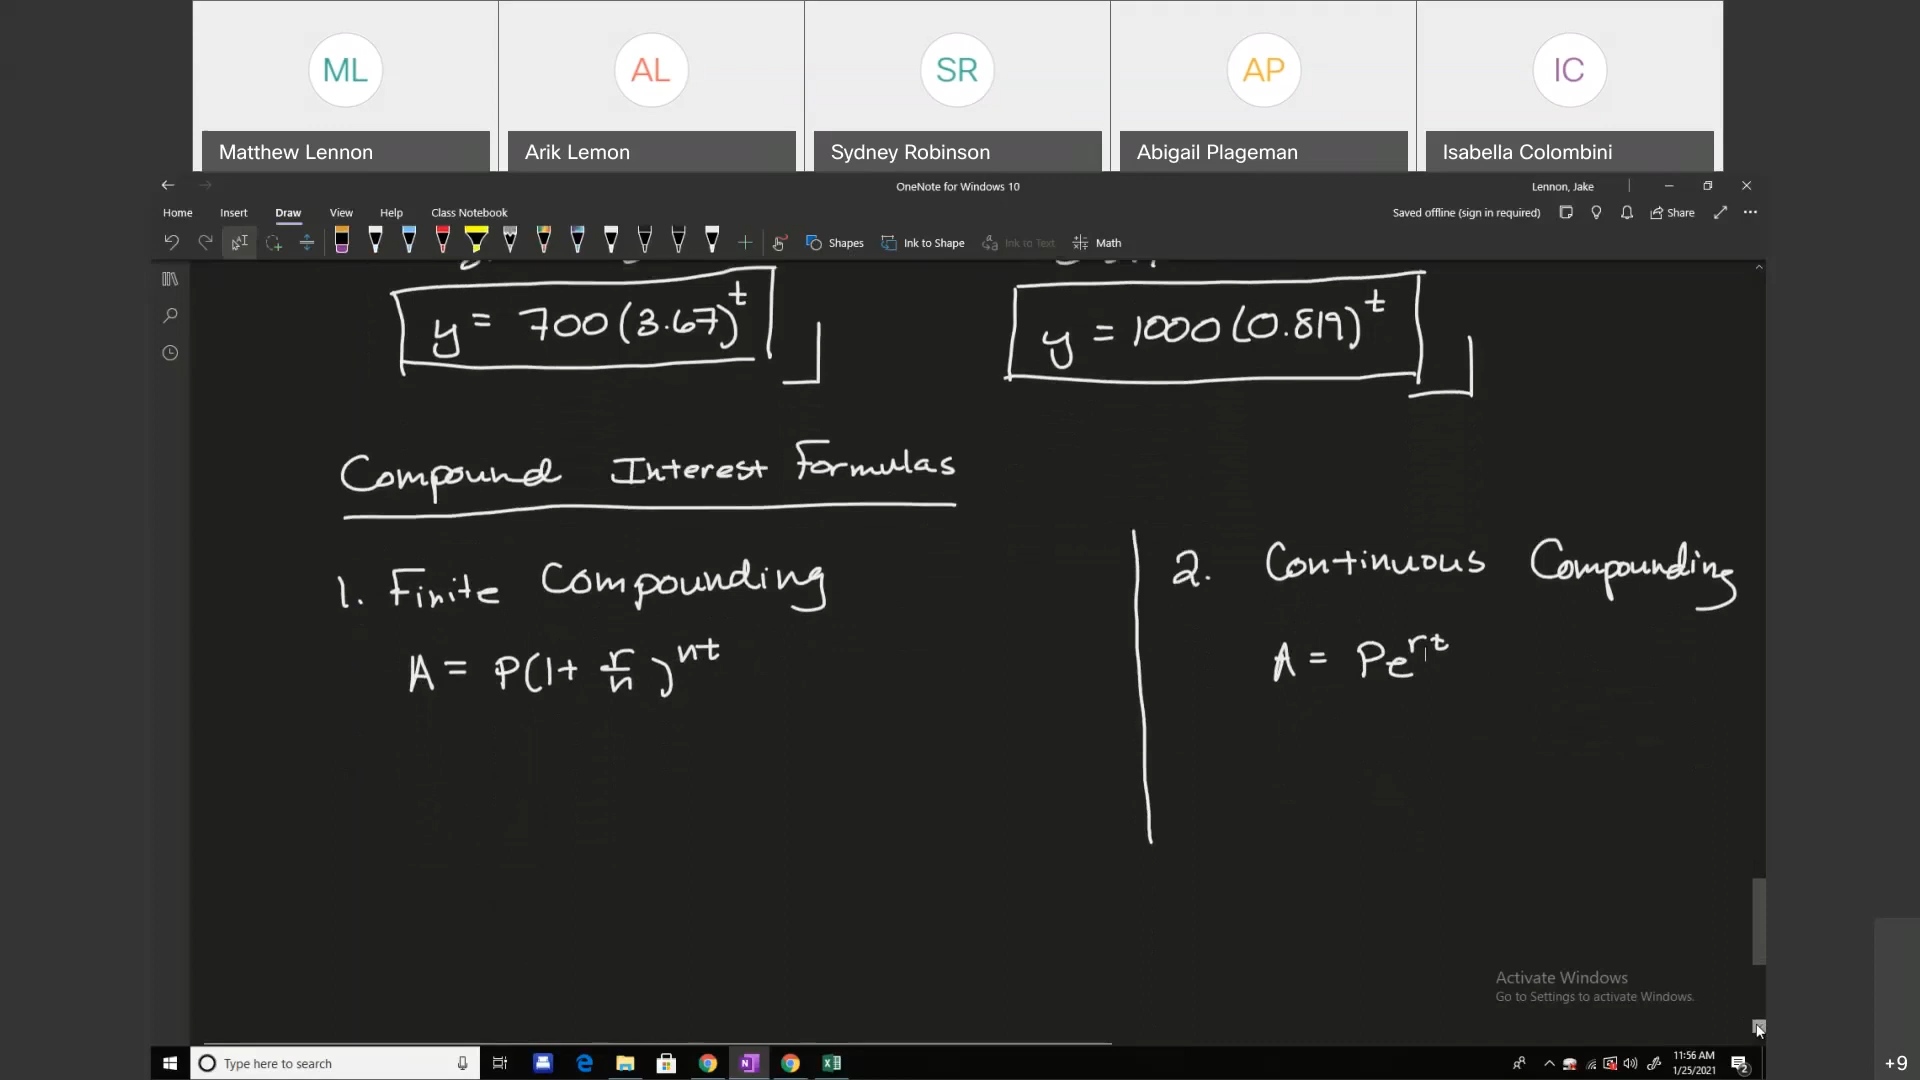 ML AL SR AP IC
Matthew Lennon Arik Lemon Sydney Robinson Abigail Plageman Isabella Colombini
OneNote for Windows 10 Lennon, Jake
Home Insert Draw View Help Class Notebook Saved offline (sign in required) Share
Shapes Ink to Shape Ink to Text Math
y = 700(3.67)^t y = 1000(0.819)^t
Compound Interest Formulas
1. Finite Compounding 2. Continuous Compounding
A = P(1+ r/n )^nt A = Pe^rt
Activate Windows
Go to Settings to activate Windows.
Type here to search 11:56 AM
1/25/2021 2
+9